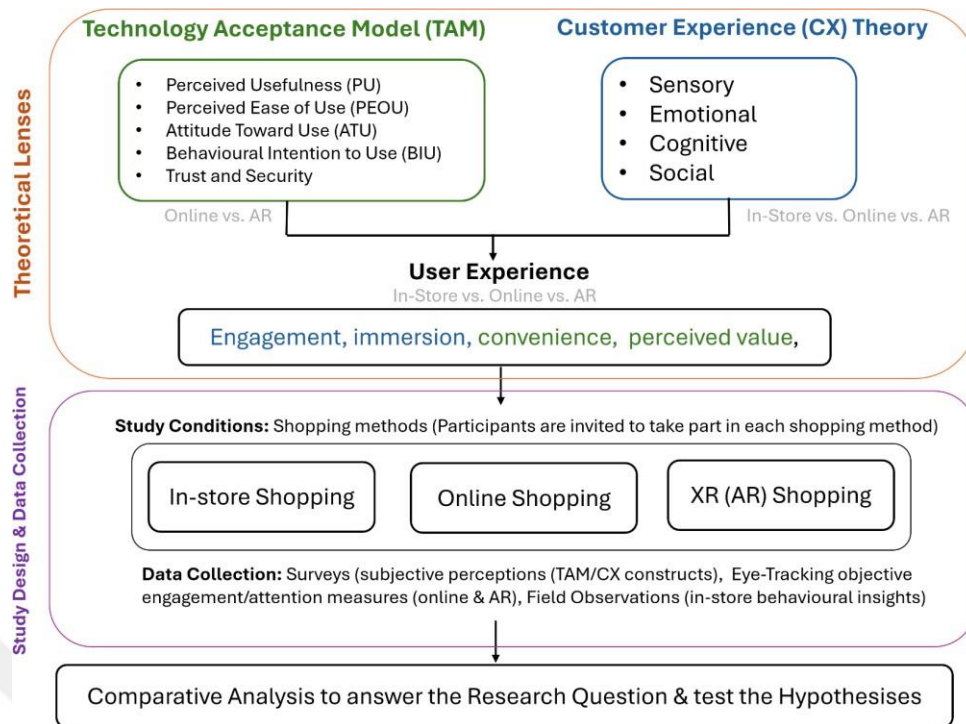 Theoretical Lenses
Technology Acceptance Model (TAM)
• Perceived Usefulness (PU)
• Perceived Ease of Use (PEOU)
• Attitude Toward Use (ATU)
• Behavioural Intention to Use (BIU)
• Trust and Security
Online vs. AR
Customer Experience (CX) Theory
• Sensory
• Emotional
• Cognitive
• Social
In-Store vs. Online vs. AR
User Experience
In-Store vs. Online vs. AR
Engagement, immersion, convenience, perceived value,
Study Design & Data Collection
Study Conditions: Shopping methods (Participants are invited to take part in each shopping method)
In-store Shopping
Online Shopping
XR (AR) Shopping
Data Collection: Surveys (subjective perceptions (TAM/CX constructs), Eye-Tracking objective
engagement/attention measures (online & AR), Field Observations (in-store behavioural insights)
Comparative Analysis to answer the Research Question & test the Hypothesises